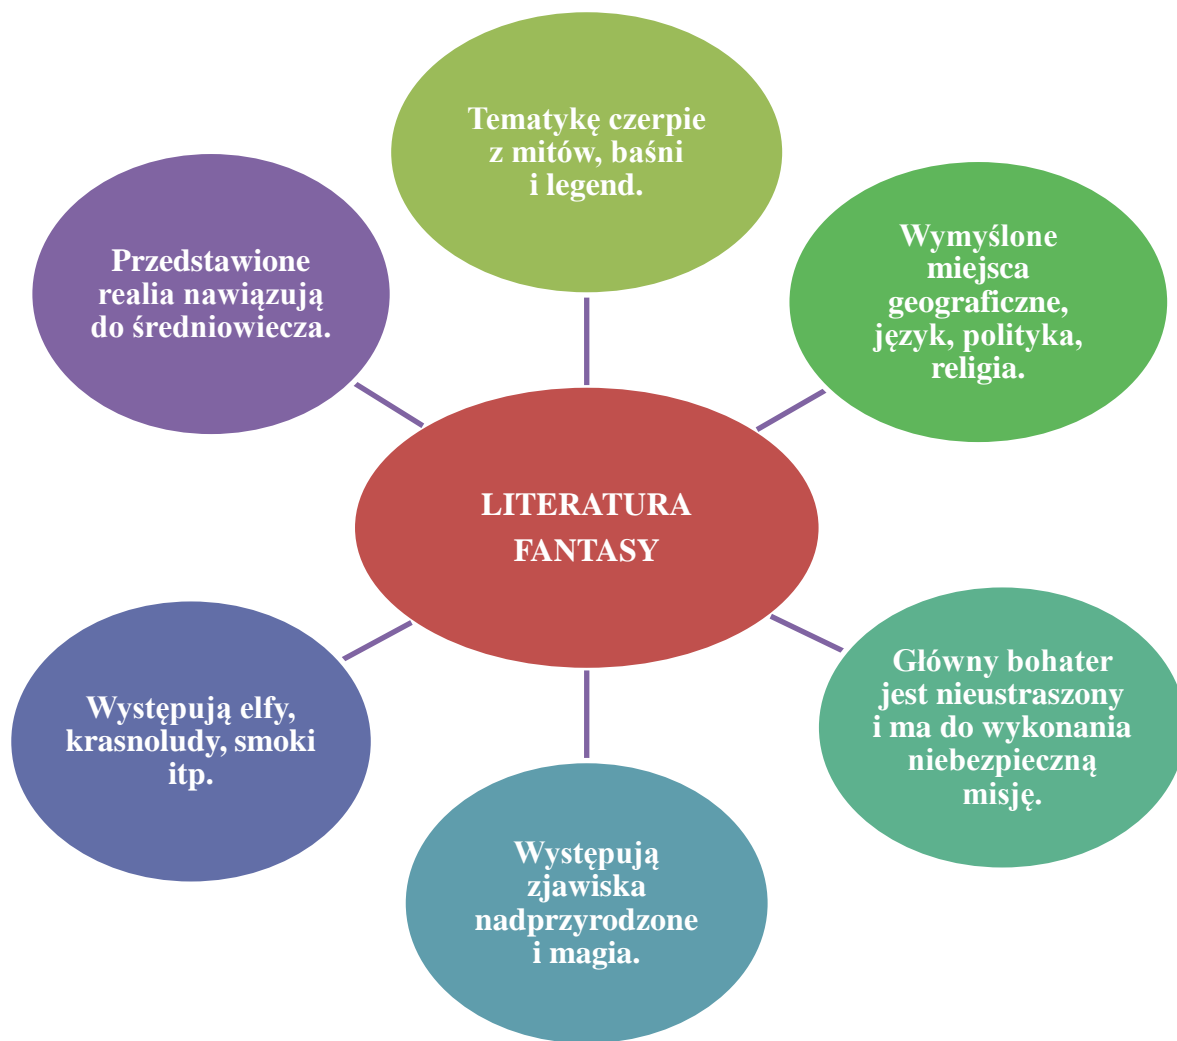 Tematykę czerpie
z mitów, baśni
i legend.
Wymyślone
miejsca
geograficzne,
język, polityka,
religia.
Przedstawione
realia nawiązują
do średniowiecza.
LITERATURA
FANTASY
Główny bohater
jest nieustraszony
i ma do wykonania
niebezpieczną
misję.
Występują elfy,
krasnoludy, smoki
itp.
Występują
zjawiska
nadprzyrodzone
i magia.